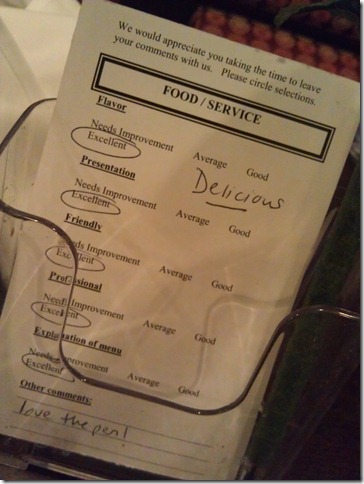 We would appreciate you taking the time to leave
your comments with us. Please circle selections.
FOOD / SERVICE
Flavor
Needs Improvement Average Good
Excellent
Delicious
Presentation
Needs Improvement Average Good
Excellent
Friendly
Needs Improvement Average Good
Excellent
Professional
Needs Improvement Average Good
Excellent
Explanation of menu
Needs Improvement Average Good
Excellent
Other comments:
love the pen!